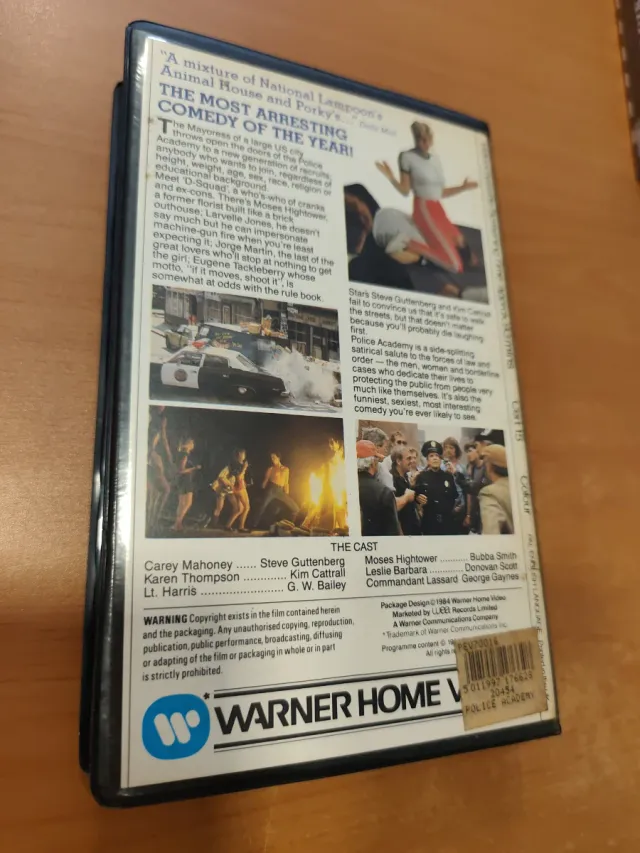 "A mixture of National Lampoon's
Animal House and Porky's..." Daily Mail
THE MOST ARRESTING
COMEDY OF THE YEAR!
The Mayoress of a large US city
throws open the doors of the Police
Academy to a new generation of recruits,
anybody who wants to join, regardless of
height, weight, age, sex, race, religion or
educational background.
Meet 'D-Squad', a who's-who of cranks
and ex-cons. There's Moses Hightower,
a former florist built like a brick
outhouse; Larvelle Jones, he doesn't
say much but he can impersonate
machine-gun fire when you're least
expecting it; Jorge Martin, the last of the
great lovers who'll stop at nothing to get
the girl; Eugene Tackleberry whose
motto, "if it moves, shoot it", is
somewhat at odds with the rule book.
Stars Steve Guttenberg and Kim Cattrall
fail to convince us that it's safe to walk
the streets, but that doesn't matter
because you'll probably die laughing
first.
Police Academy is a side-splitting
satirical salute to the forces of law and
order — the men, women and borderline
cases who dedicate their lives to
protecting the public from people very
much like themselves. It's also the
funniest, sexiest, most interesting
comedy you're ever likely to see.
THE CAST
Carey Mahoney ...... Steve Guttenberg
Karen Thompson ............. Kim Cattrall
Lt. Harris ........................ G. W. Bailey
Moses Hightower ........... Bubba Smith
Leslie Barbara ............. Donovan Scott
Commandant Lassard George Gaynes
WARNING Copyright exists in the film contained herein
and the packaging. Any unauthorised copying, reproduction,
publication, public performance, broadcasting, diffusing
or adapting of the film or packaging in whole or in part
is strictly prohibited.
Package Design © 1984 Warner Home Video
Marketed by Records Limited
A Warner Communications Company
*Trademark of Warner Communications Inc.
Programme content ©
All rights
WARNER HOME V
PEV70016
5 011997 176628
20454
POLICE ACADEMY
Cert 15
Colour